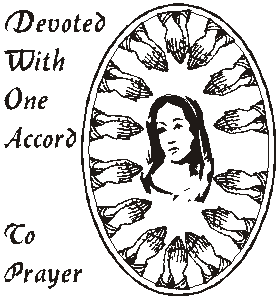 Devoted
With
One
Accord
To
Prayer